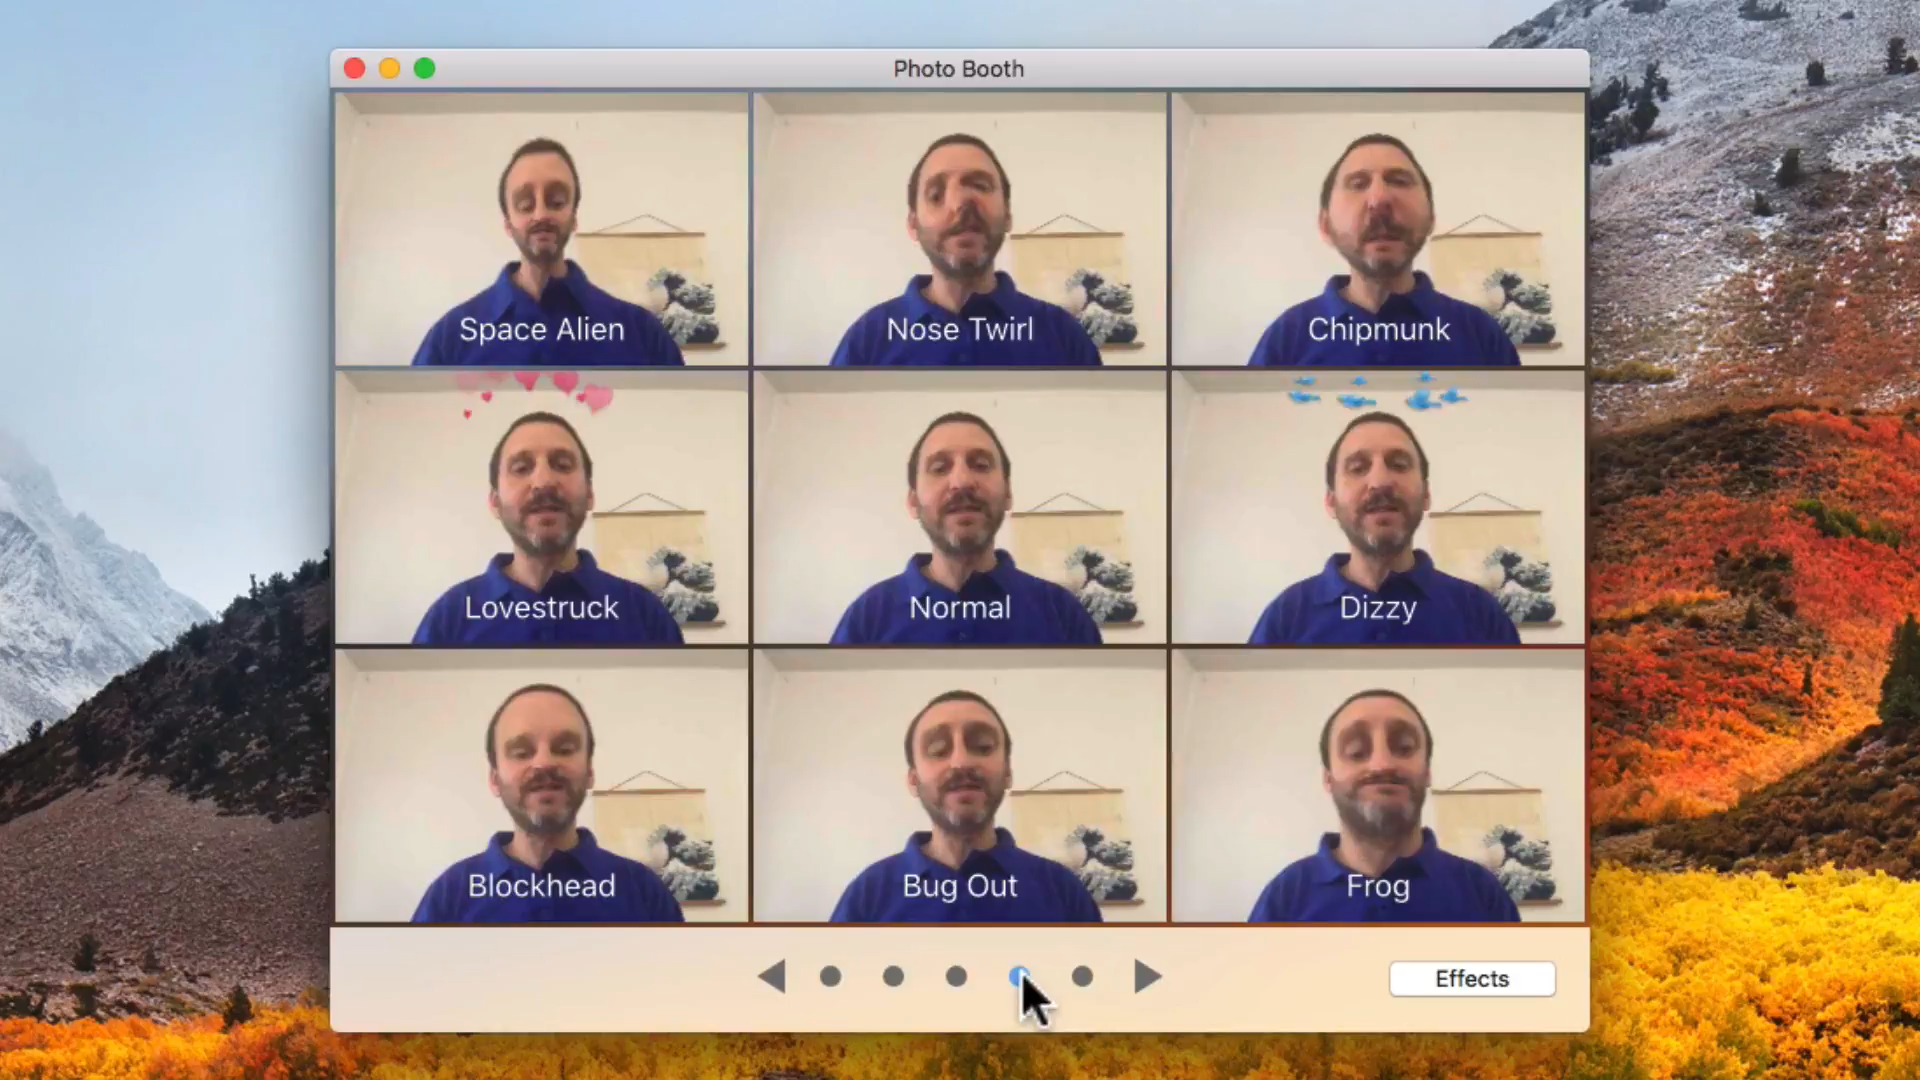 Photo Booth
Space Alien
Nose Twirl
Chipmunk
Lovestruck
Normal
Dizzy
Blockhead
Bug Out
Frog
Effects